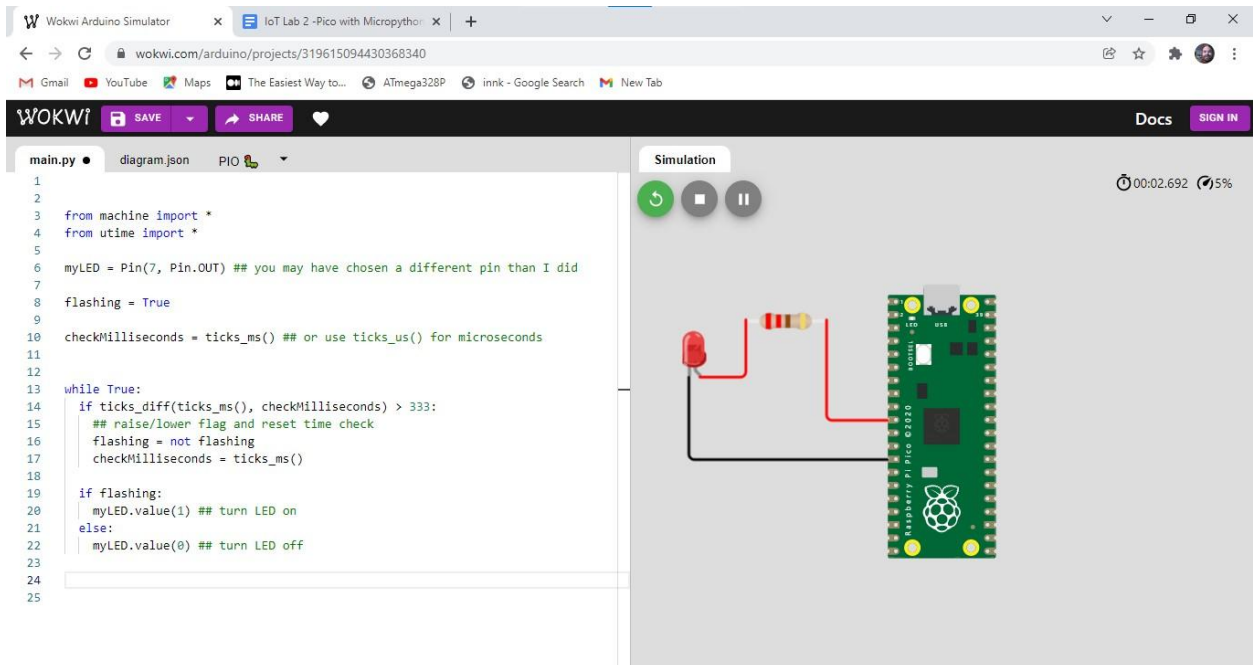 Wokwi Arduino Simulator
IoT Lab 2 -Pico with Micropython
wokwi.com/arduino/projects/319615094430368340
Gmail YouTube Maps The Easiest Way to... ATmega328P innk - Google Search New Tab
WOKWI SAVE SHARE Docs SIGN IN
main.py diagram.json PIO
Simulation
00:02.692 5%
1
2
3 from machine import *
4 from utime import *
5
6 myLED = Pin(7, Pin.OUT) ## you may have chosen a different pin than I did
7
8 flashing = True
9
10 checkMilliseconds = ticks_ms() ## or use ticks_us() for microseconds
11
12
13 while True:
14 if ticks_diff(ticks_ms(), checkMilliseconds) > 333:
15 ## raise/lower flag and reset time check
16 flashing = not flashing
17 checkMilliseconds = ticks_ms()
18
19 if flashing:
20 myLED.value(1) ## turn LED on
21 else:
22 myLED.value(0) ## turn LED off
23
24
25
LED USB
BOOTSEL
Raspberry Pi Pico ©2020